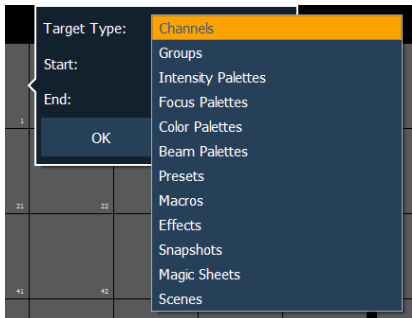 Target Type:
Channels
Start:
Groups
Intensity Palettes
End:
Focus Palettes
Color Palettes
OK
Beam Palettes
Presets
Macros
Effects
Snapshots
Magic Sheets
Scenes
1
21
22
41
42